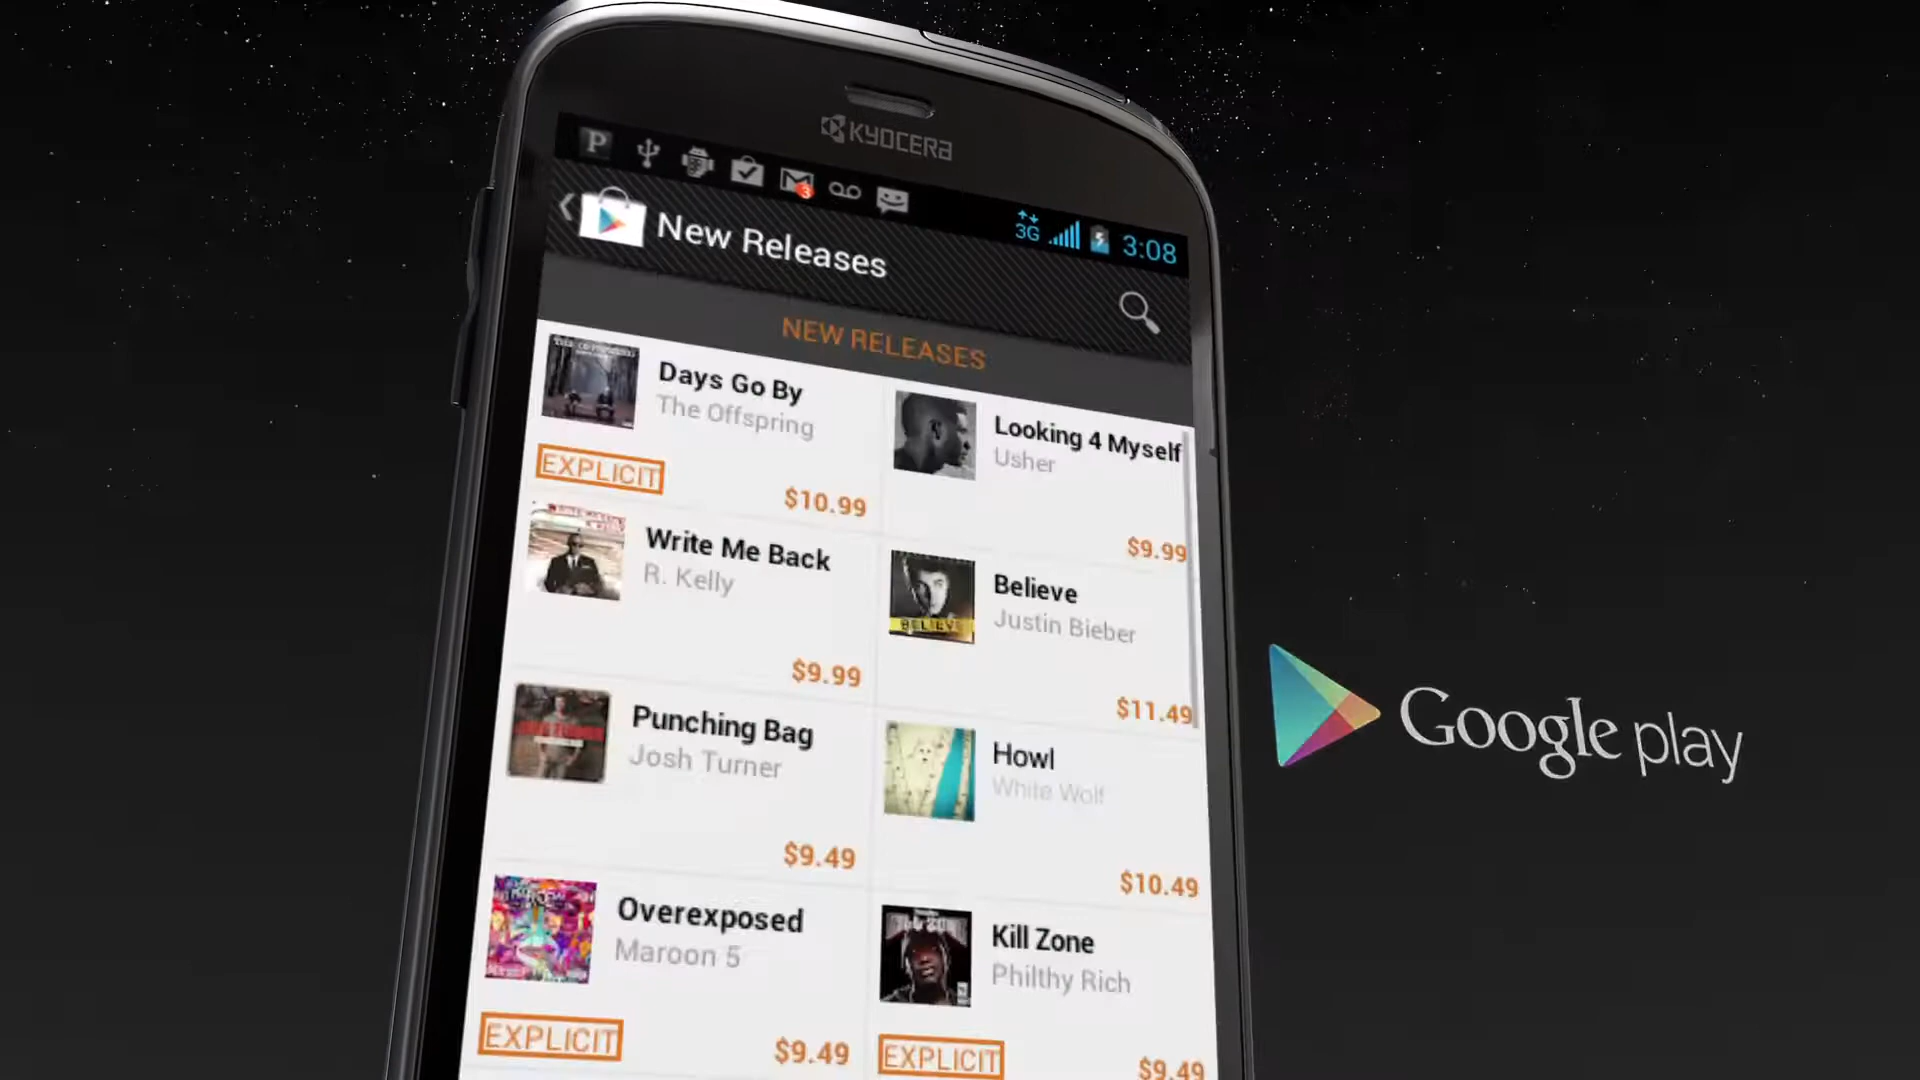 KYOCERA
3
3G
3:08
New Releases
NEW RELEASES
Days Go By
The Offspring
EXPLICIT
$10.99
Looking 4 Myself
Usher
$9.99
Write Me Back
R. Kelly
$9.99
BELIEVE
Believe
Justin Bieber
$11.49
Punching Bag
Josh Turner
$9.49
Howl
White Wolf
$10.49
Overexposed
Maroon 5
EXPLICIT
$9.49
Kill Zone
Philthy Rich
EXPLICIT
$9.49
Google play